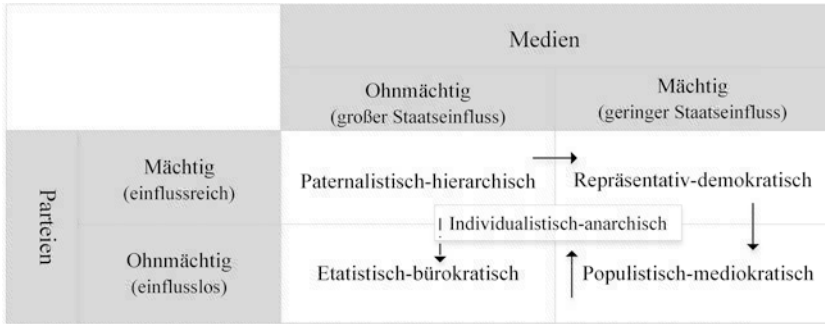 Medien
Ohnmächtig
(großer Staatseinfluss)
Mächtig
(geringer Staatseinfluss)
Parteien
Mächtig
(einflussreich)
Paternalistisch-hierarchisch
Repräsentativ-demokratisch
Individualistisch-anarchisch
Ohnmächtig
(einflusslos)
Etatistisch-bürokratisch
Populistisch-mediokratisch